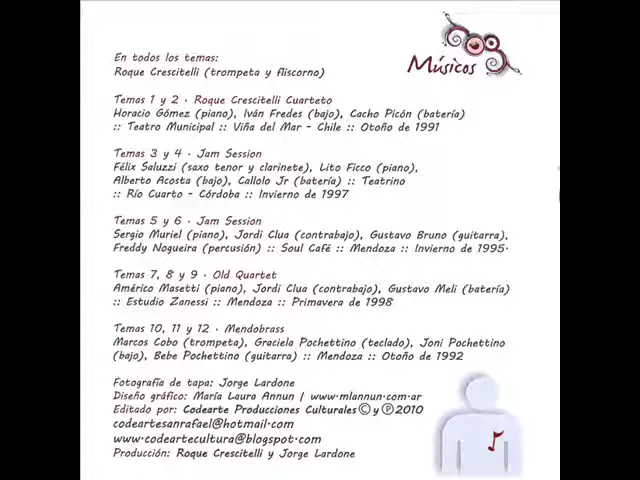 Músicos
En todos los temas:
Roque Crescitelli (trompeta y fliscorno)
Temas 1 y 2 · Roque Crescitelli Cuarteto
Horacio Gómez (piano), Iván Fredes (bajo), Cacho Picón (batería)
:: Teatro Municipal :: Viña del Mar - Chile :: Otoño de 1991
Temas 3 y 4 · Jam Session
Félix Saluzzi (saxo tenor y clarinete), Lito Ficco (piano),
Alberto Acosta (bajo), Callolo Jr (batería) :: Teatrino
:: Río Cuarto - Córdoba :: Invierno de 1997
Temas 5 y 6 · Jam Session
Sergio Muriel (piano), Jordi Clua (contrabajo), Gustavo Bruno (guitarra),
Freddy Nogueira (percusión) :: Soul Café :: Mendoza :: Invierno de 1995·
Temas 7, 8 y 9 · Old Quartet
Américo Masetti (piano), Jordi Clua (contrabajo), Gustavo Meli (batería)
:: Estudio Zanessi :: Mendoza :: Primavera de 1998
Temas 10, 11 y 12 · Mendobrass
Marcos Cobo (trompeta), Graciela Pochettino (teclado), Joni Pochettino
(bajo), Bebe Pochettino (guitarra) :: Mendoza :: Otoño de 1992
Fotografía de tapa: Jorge Lardone
Diseño gráfico: María Laura Annun | www·mlannun·com·ar
Editado por: Codearte Producciones Culturales©y℗2010
codeartesanrafael@hotmail·com
www·codeartecultura@blogspot·com
Producción: Roque Crescitelli y Jorge Lardone